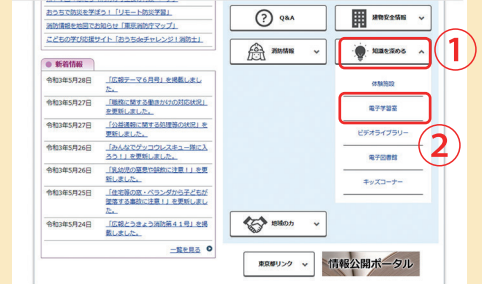 おうちで防災を学ぼう！「リモート防災学習」
消防情報を地図でお知らせ「東京消防庁マップ」
こどもの学び応援サイト「おうちdeチャレンジ！消防士」
新着情報
令和3年5月28日 「広報テーマ6月号」を掲載しました。
令和3年5月27日 「職務に関する働きかけの対応状況」を更新しました。
令和3年5月27日 「公益通報に関する処理等の状況」を更新しました。
令和3年5月26日 「みんなでゲッコウレスキュー隊に入ろう！」を更新しました。
令和3年5月26日 「乳幼児の窒息や誤飲に注意！」を更新しました。
令和3年5月25日 「住宅等の窓・ベランダから子どもが墜落する事故に注意！」を更新しました。
令和3年5月24日 「広報とうきょう消防第41号」を掲載しました。
一覧を見る
Q&A
建物安全情報
消防情報
知識を深める
1
体験施設
電子学習室
ビデオライブラリー
2
電子図書館
キッズコーナー
地域の力
東京都リンク
情報公開ポータル